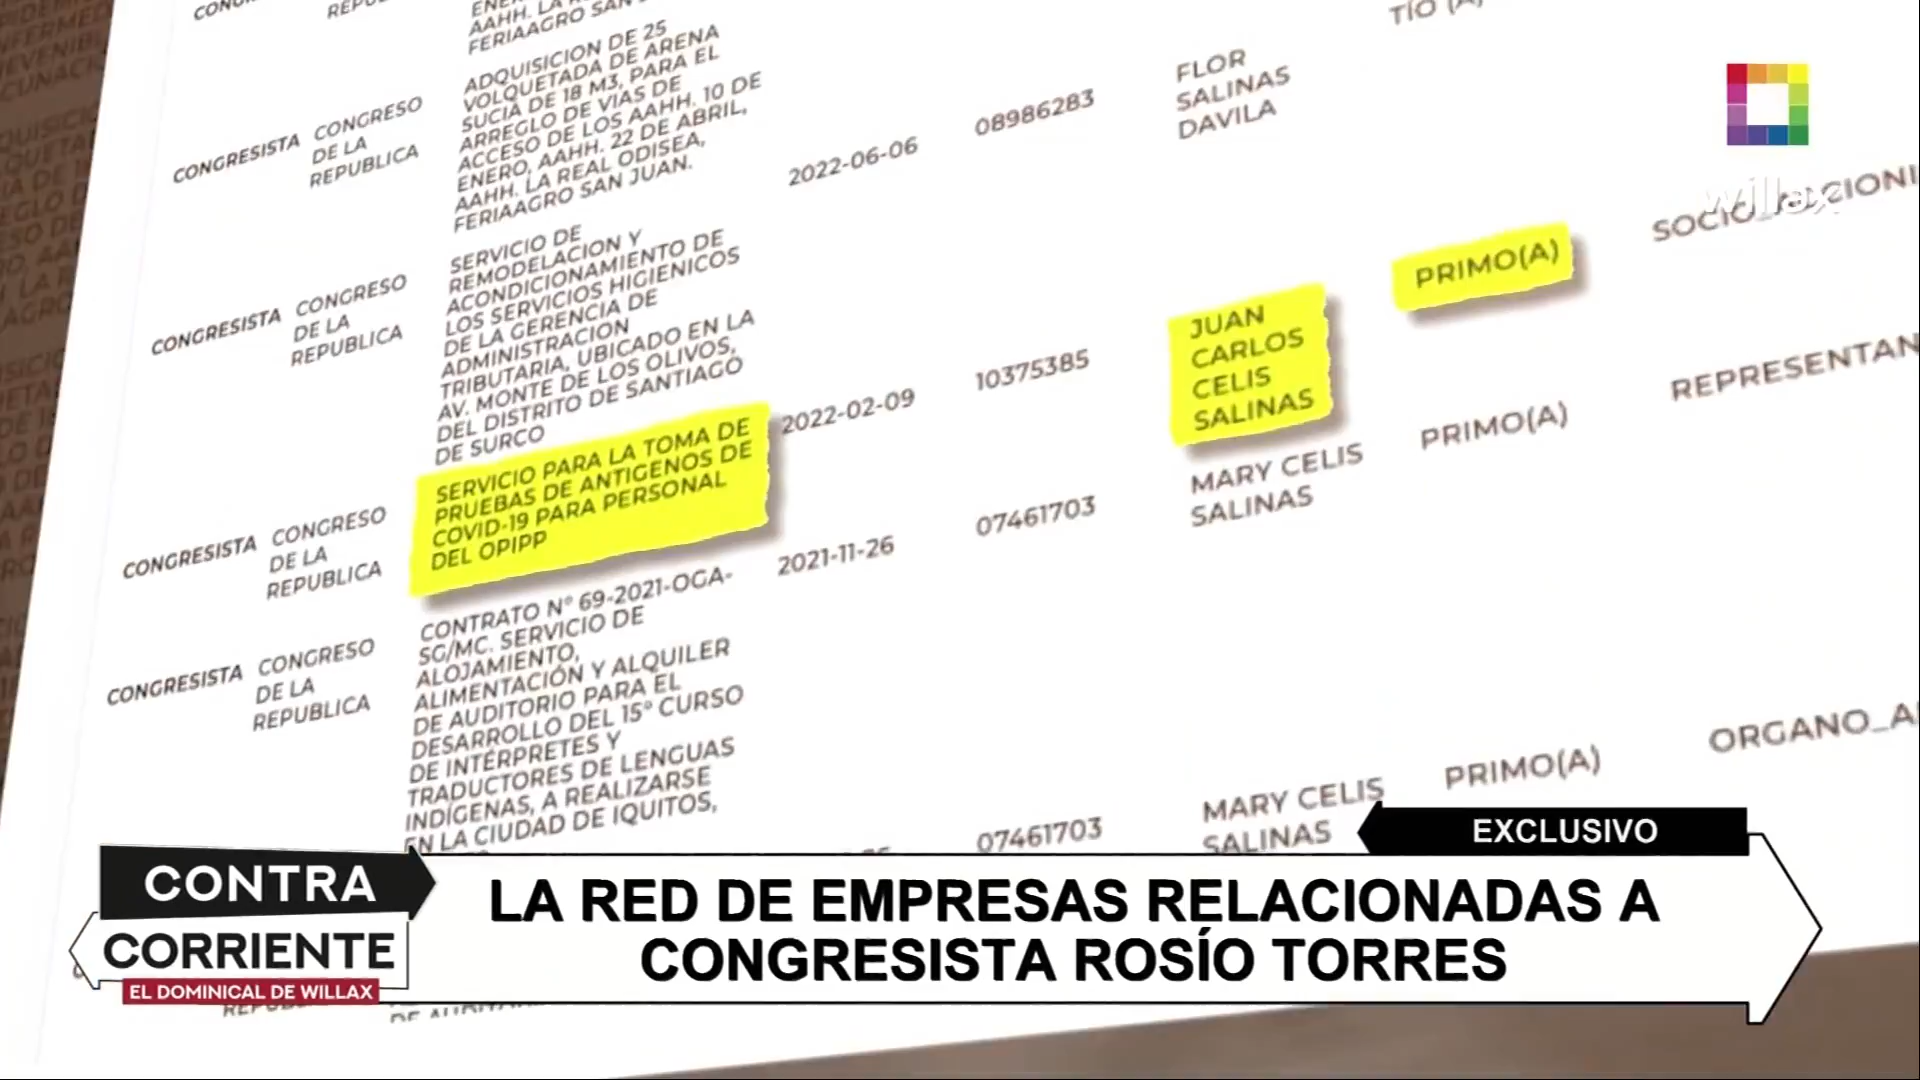 FERIAAGRO SAN
TÍO (A)
CONGRESISTA
CONGRESO
DE LA
REPUBLICA
ADQUISICION DE 25
VOLQUETADA DE ARENA
SUCIA DE 18 M3, PARA EL
ARREGLO DE VIAS DE
ACCESO DE LOS AAHH. 10 DE
ENERO, AAHH. 22 DE ABRIL,
AAHH. LA REAL ODISEA,
FERIAAGRO SAN JUAN.
2022-06-06
08986283
FLOR
SALINAS
DAVILA
willax
CONGRESISTA
CONGRESO
DE LA
REPUBLICA
SERVICIO DE
REMODELACION Y
ACONDICIONAMIENTO DE
LOS SERVICIOS HIGIENICOS
DE LA GERENCIA DE
ADMINISTRACION
TRIBUTARIA, UBICADO EN LA
AV. MONTE DE LOS OLIVOS,
DEL DISTRITO DE SANTIAGO
DE SURCO
2022-02-09
10375385
JUAN
CARLOS
CELIS
SALINAS
PRIMO(A)
CONGRESISTA
CONGRESO
DE LA
REPUBLICA
SERVICIO PARA LA TOMA DE
PRUEBAS DE ANTIGENOS DE
COVID-19 PARA PERSONAL
DEL OPIPP
2021-11-26
07461703
MARY CELIS
SALINAS
PRIMO(A)
REPRESENTAN
CONGRESISTA
CONGRESO
DE LA
REPUBLICA
CONTRATO N° 69-2021-OGA-
SG/MC. SERVICIO DE
ALOJAMIENTO,
ALIMENTACIÓN Y ALQUILER
DE AUDITORIO PARA EL
DESARROLLO DEL 15° CURSO
DE INTÉRPRETES Y
TRADUCTORES DE LENGUAS
INDÍGENAS, A REALIZARSE
EN LA CIUDAD DE IQUITOS,
07461703
MARY CELIS
SALINAS
PRIMO(A)
ORGANO_A
EXCLUSIVO
CONTRA
CORRIENTE
EL DOMINICAL DE WILLAX
LA RED DE EMPRESAS RELACIONADAS A
CONGRESISTA ROSÍO TORRES